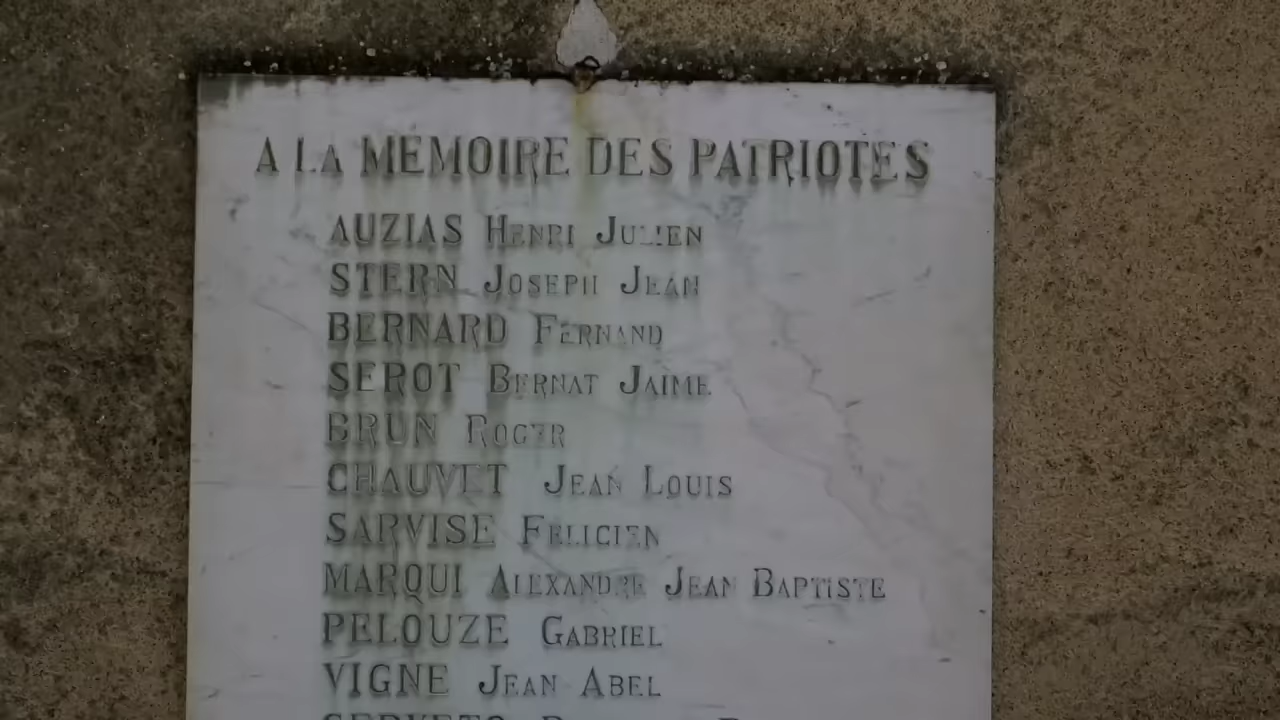 A LA MEMOIRE DES PATRIOTES
AUZIAS HENRI JULIEN
STERN JOSEPH JEAN
BERNARD FERNAND
SEROT BERNAT JAIME
BRUN ROGER
CHAUVET JEAN LOUIS
SARVISE FELICIEN
MARQUI ALEXANDRE JEAN BAPTISTE
PELOUZE GABRIEL
VIGNE JEAN ABEL